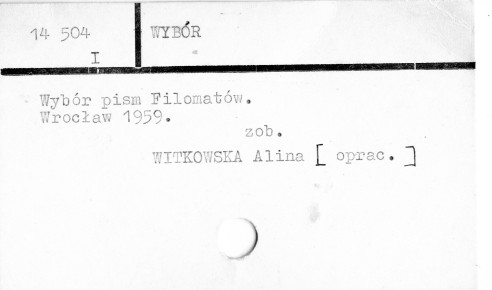 14 504 WYBÓR
I
Wybór pism Filomatów.
Wrocław 1959.
zob.
WITKOWSKA Alina [ oprac. ]